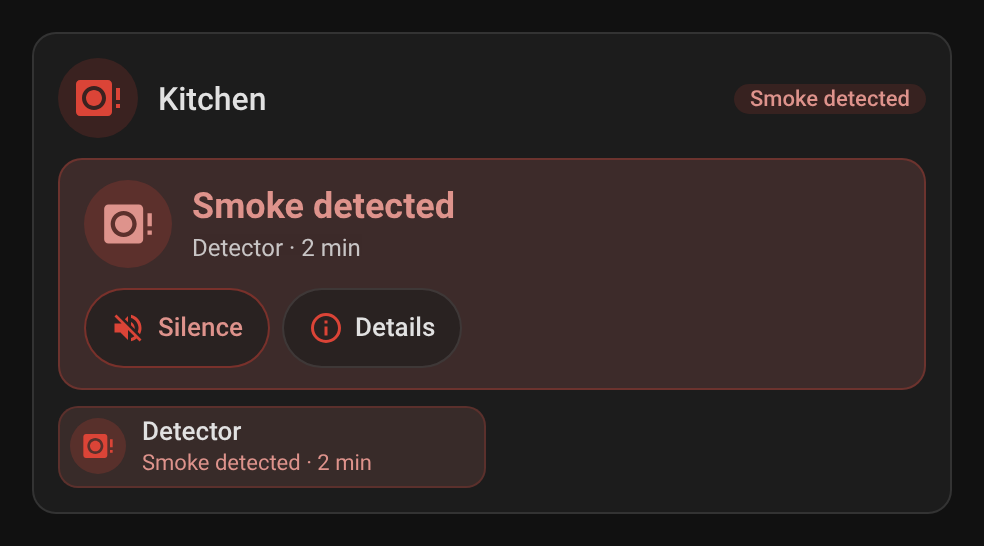 Kitchen
Smoke detected
Smoke detected
Detector · 2 min
Silence
Details
Detector
Smoke detected · 2 min